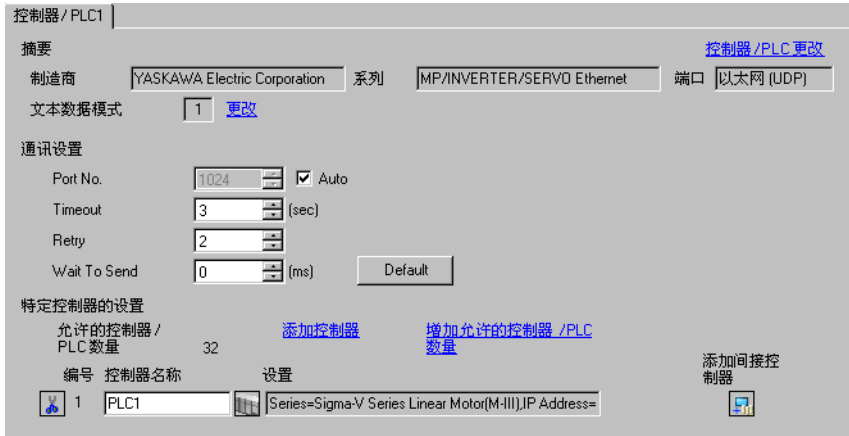 控制器/PLC1
摘要
控制器/PLC更改
制造商 YASKAWA Electric Corporation 系列 MP/INVERTER/SERVO Ethernet 端口 以太网 (UDP)
文本数据模式 1 更改
通讯设置
Port No. 1024 Auto
Timeout 3 (sec)
Retry 2
Wait To Send 0 (ms) Default
特定控制器的设置
允许的控制器/
PLC数量 32
添加控制器
增加允许的控制器 /PLC
数量
添加间接控
制器
编号 控制器名称 设置
1 PLC1 Series=Sigma-V Series Linear Motor(M-III),IP Address=